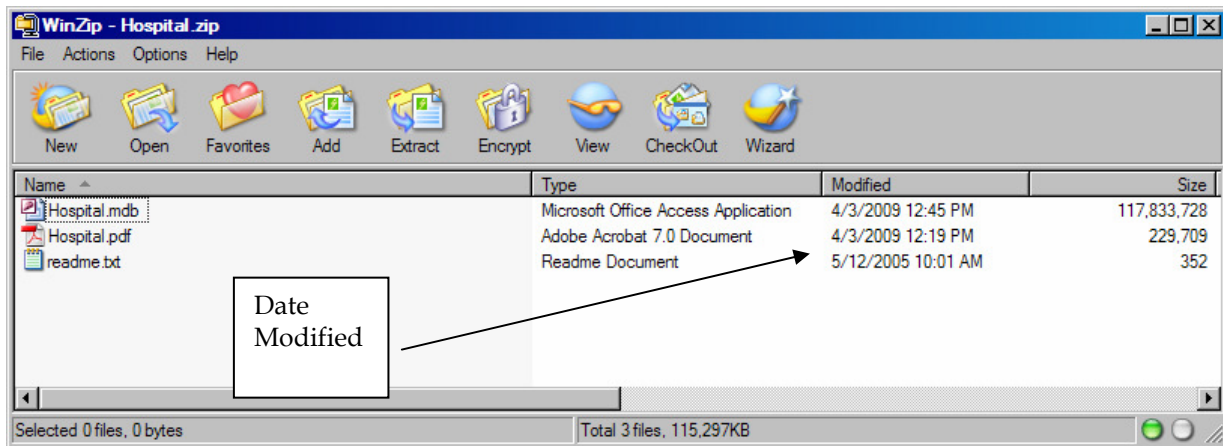 WinZip - Hospital.zip
File Actions Options Help
New Open Favorites Add Extract Encrypt View CheckOut Wizard
Name Type Modified Size
Hospital.mdb Microsoft Office Access Application 4/3/2009 12:45 PM 117,833,728
Hospital.pdf Adobe Acrobat 7.0 Document 4/3/2009 12:19 PM 229,709
readme.txt Readme Document 5/12/2005 10:01 AM 352
Date
Modified
Selected 0 files, 0 bytes Total 3 files, 115,297KB